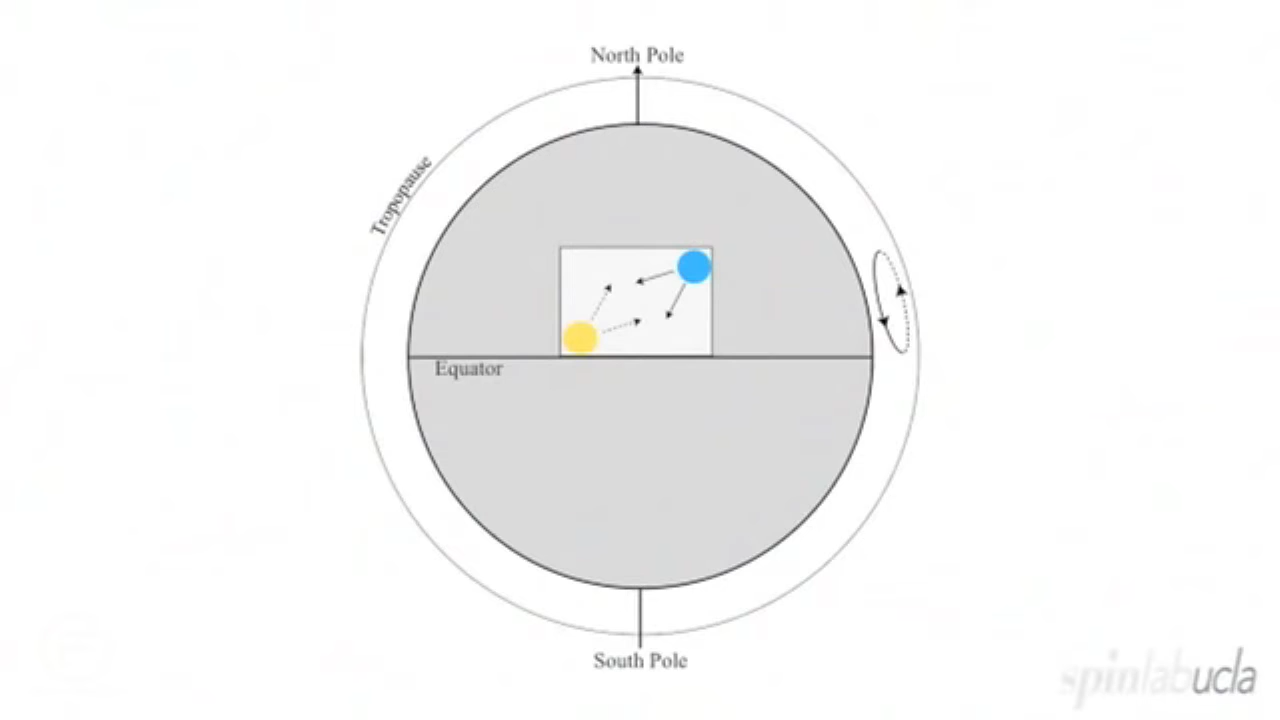 North Pole
Tropopause
Equator
South Pole
spinlabucla